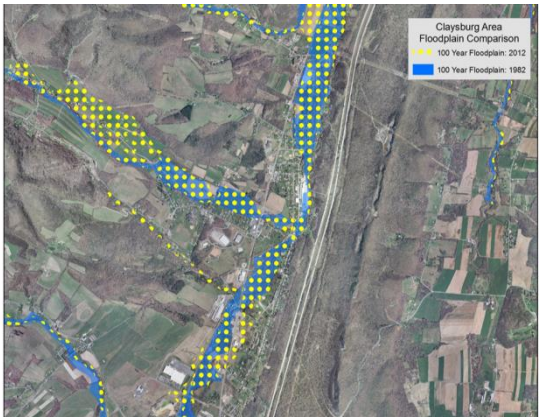 Claysburg Area
Floodplain Comparison
100 Year Floodplain: 2012
100 Year Floodplain: 1982